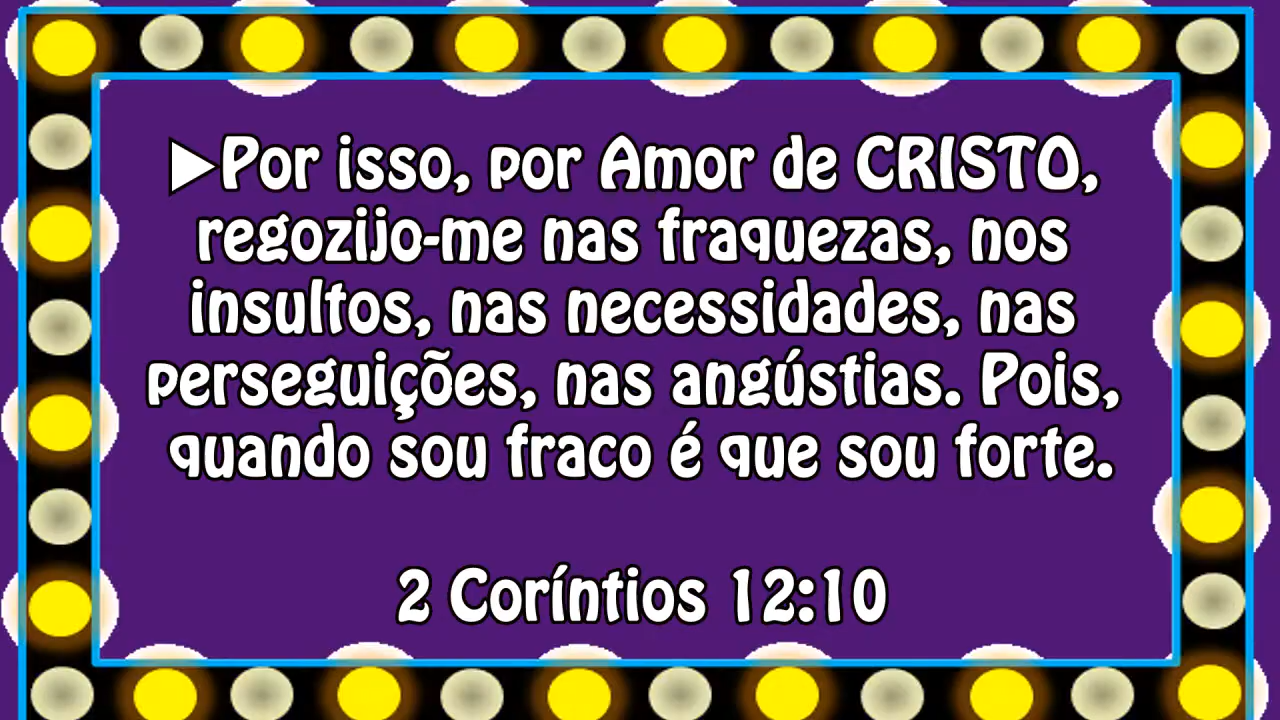 ▶Por isso, por Amor de CRISTO,
regozijo-me nas fraquezas, nos
insultos, nas necessidades, nas
perseguições, nas angústias. Pois,
quando sou fraco é que sou forte.
2 Coríntios 12:10